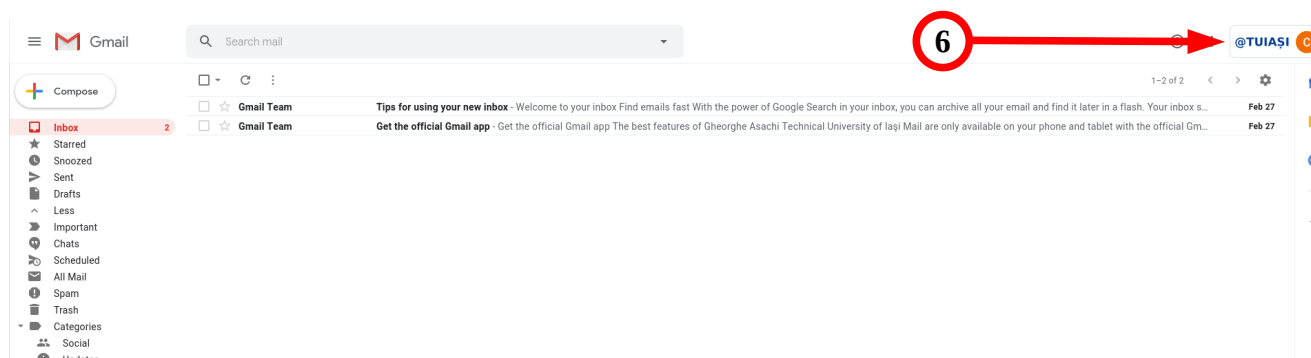 Gmail
Search mail
6
@TUIAȘI C
Compose
1–2 of 2
Gmail Team Tips for using your new inbox - Welcome to your inbox Find emails fast With the power of Google Search in your inbox, you can archive all your email and find it later in a flash. Your inbox s... Feb 27
Gmail Team Get the official Gmail app - Get the official Gmail app The best features of Gheorghe Asachi Technical University of Iași Mail are only available on your phone and tablet with the official Gm... Feb 27
Inbox 2
Starred
Snoozed
Sent
Drafts
Less
Important
Chats
Scheduled
All Mail
Spam
Trash
Categories
Social